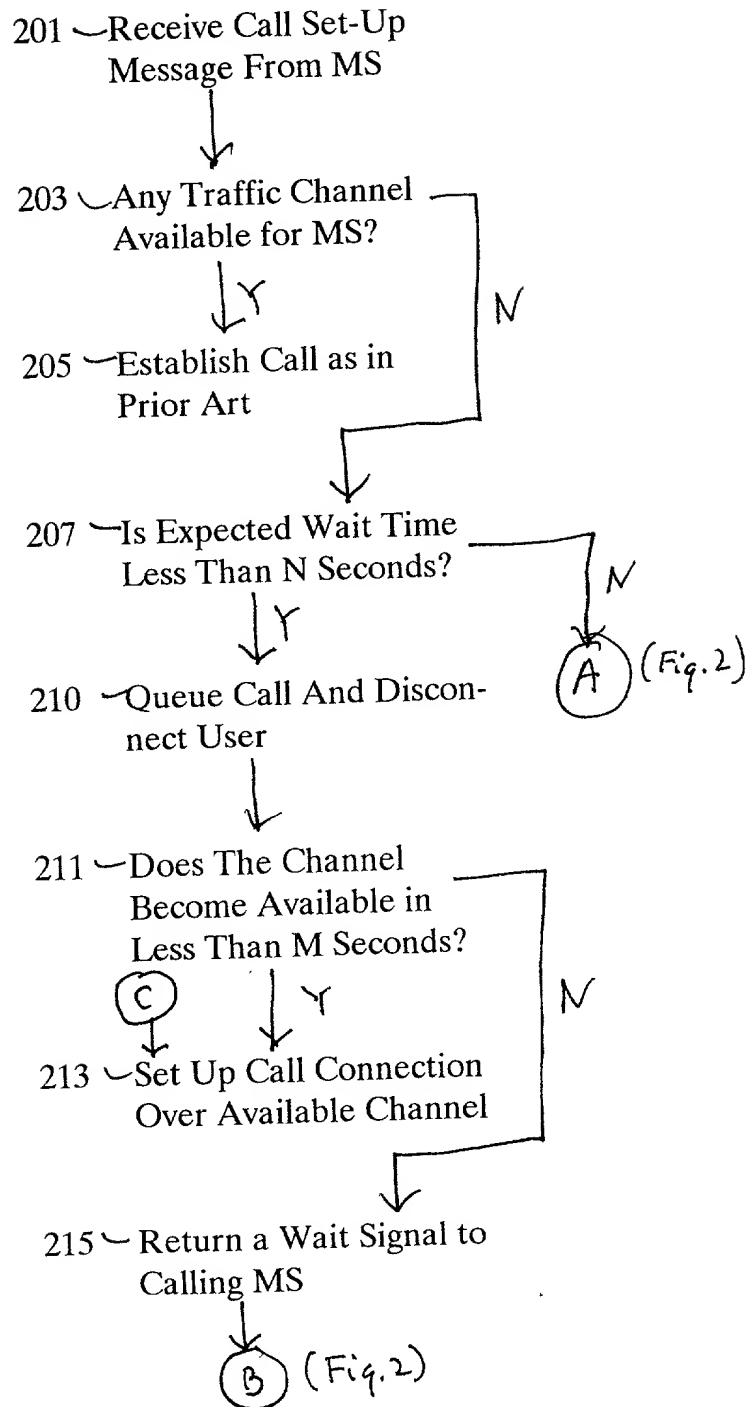 201 Receive Call Set-Up
Message From MS
203 Any Traffic Channel
Available for MS?
Y
N
205 Establish Call as in
Prior Art
207 Is Expected Wait Time
Less Than N Seconds?
Y
N
A (Fig.2)
210 Queue Call And Discon-
nect User
211 Does The Channel
Become Available in
Less Than M Seconds?
C
Y
N
213 Set Up Call Connection
Over Available Channel
215 Return a Wait Signal to
Calling MS
B (Fig.2)